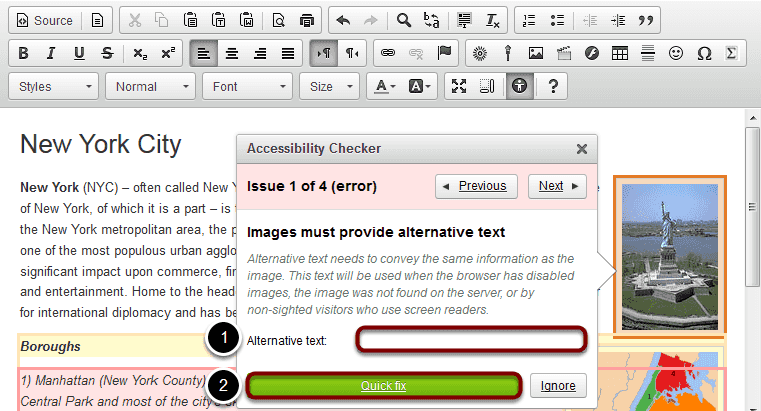 Source
B I U S x₂ x² ¶ ¶
Styles Normal Font Size A A ?
New York City
Accessibility Checker
Issue 1 of 4 (error) Previous Next
New York (NYC) – often called New Y
of New York, of which it is a part – is
the New York metropolitan area, the p
one of the most populous urban agglo
significant impact upon commerce, fi
and entertainment. Home to the head
for international diplomacy and has be
Images must provide alternative text
Alternative text needs to convey the same information as the
image. This text will be used when the browser has disabled
images, the image was not found on the server, or by
non-sighted visitors who use screen readers.
1 Alternative text:
2 Quick fix Ignore
Boroughs
1) Manhattan (New York County)
Central Park and most of the city's
4
1